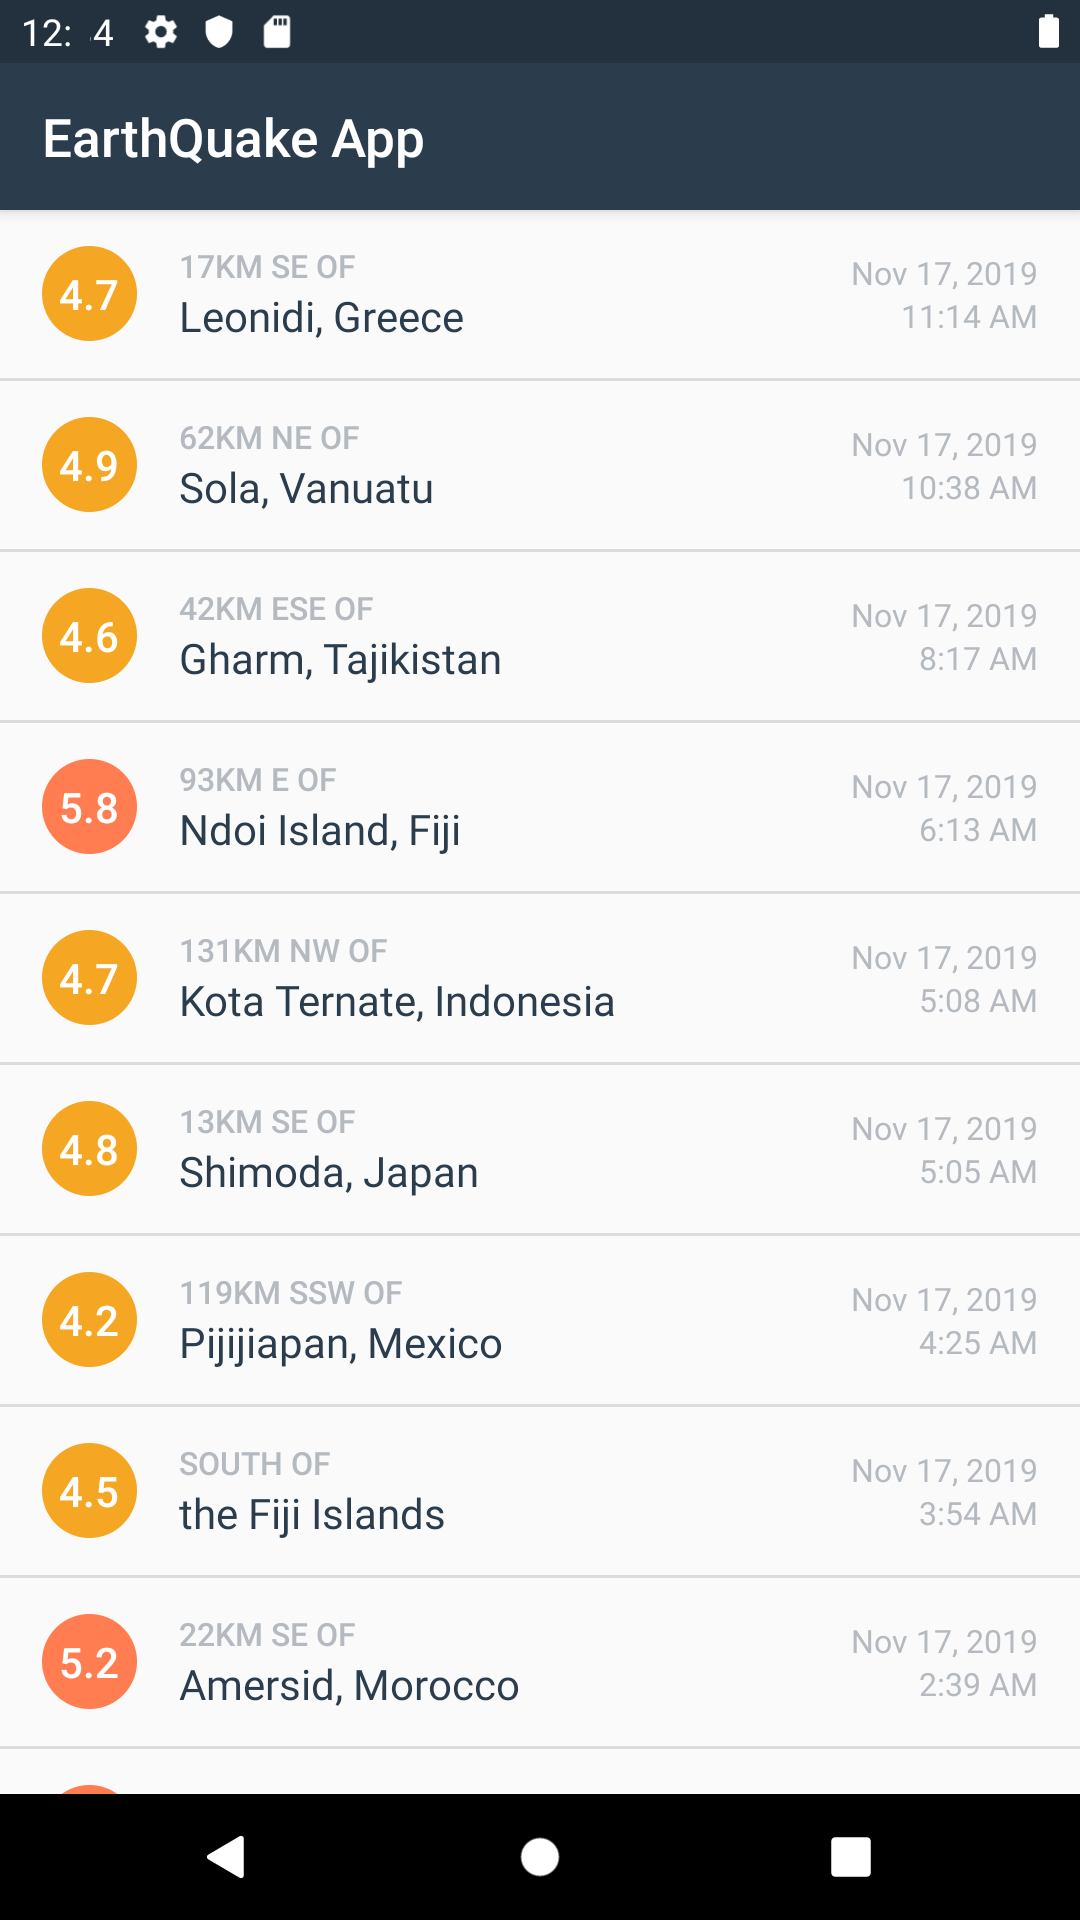 EarthQuake App
4.7
17KM SE OF
Leonidi, Greece
Nov 17, 2019
11:14 AM
4.9
62KM NE OF
Sola, Vanuatu
Nov 17, 2019
10:38 AM
4.6
42KM ESE OF
Gharm, Tajikistan
Nov 17, 2019
8:17 AM
5.8
93KM E OF
Ndoi Island, Fiji
Nov 17, 2019
6:13 AM
4.7
131KM NW OF
Kota Ternate, Indonesia
Nov 17, 2019
5:08 AM
4.8
13KM SE OF
Shimoda, Japan
Nov 17, 2019
5:05 AM
4.2
119KM SSW OF
Pijijiapan, Mexico
Nov 17, 2019
4:25 AM
4.5
SOUTH OF
the Fiji Islands
Nov 17, 2019
3:54 AM
5.2
22KM SE OF
Amersid, Morocco
Nov 17, 2019
2:39 AM